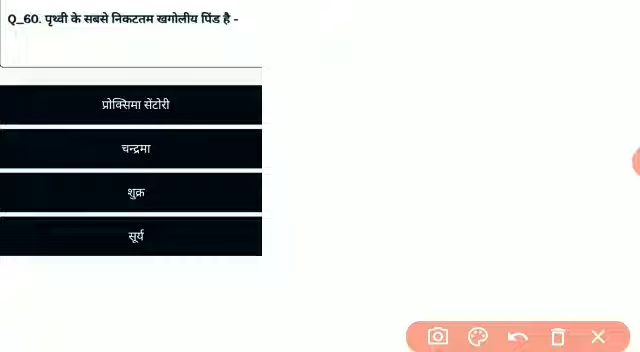 Q_60. पृथ्वी के सबसे निकटतम खगोलीय पिंड है -
प्रोक्सिमा सेंटोरी
चन्द्रमा
शुक्र
सूर्य